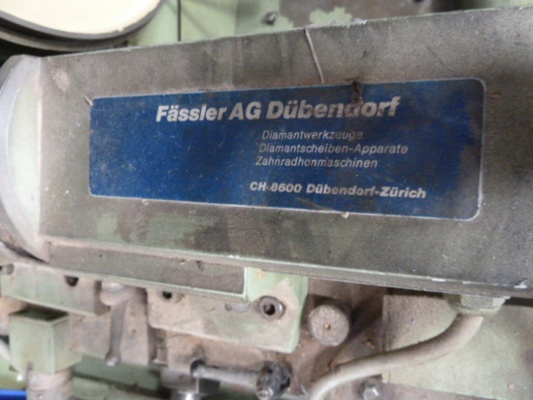 Fässler AG Dübendorf
Diamantwerkzeuge
Diamantscheiben-Apparate
Zahnradhonmaschinen
CH-8600 Dübendorf-Zürich